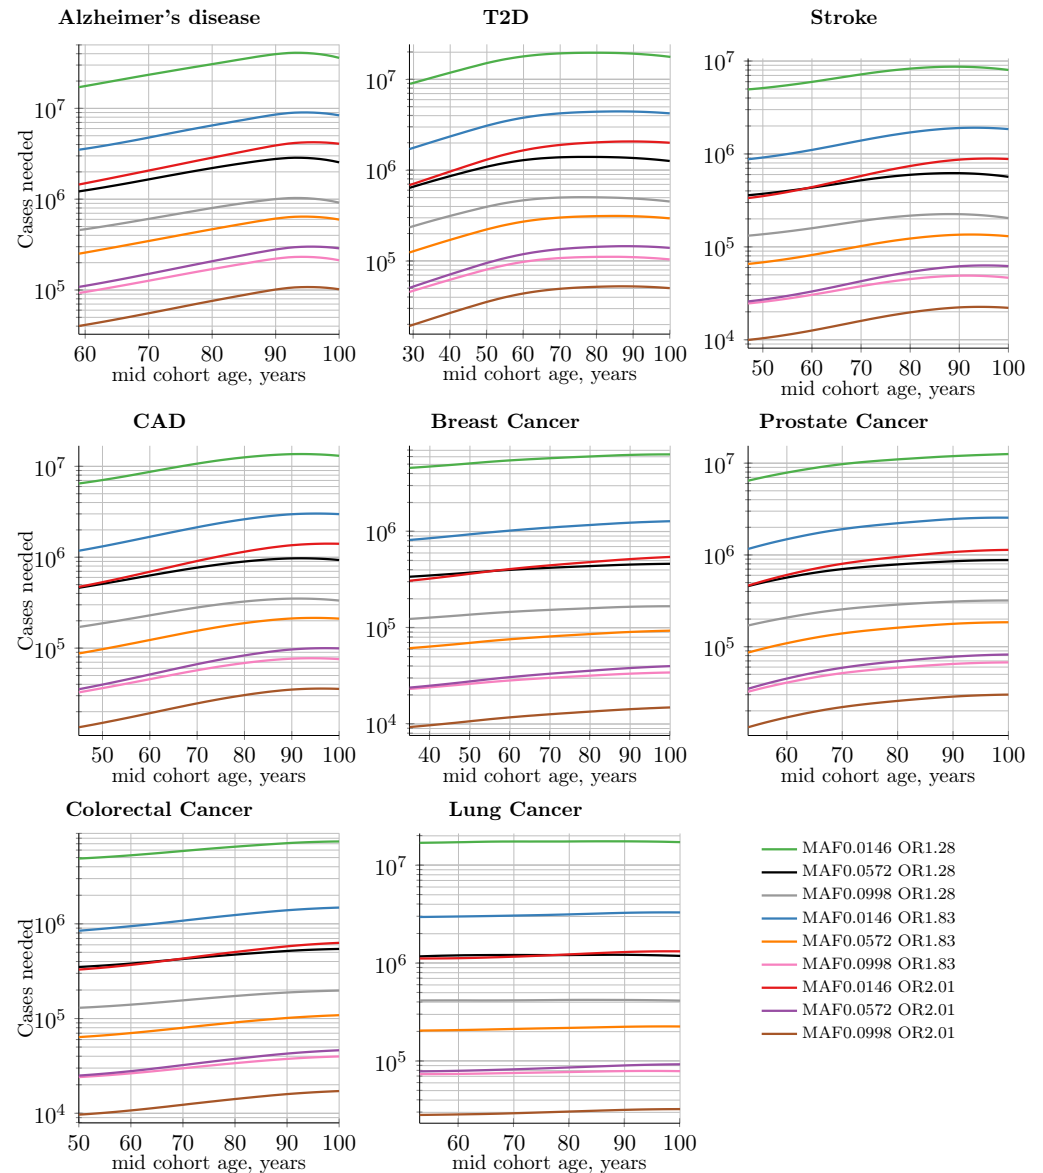 Alzheimer's disease
T2D
Stroke
Cases needed
10^7
10^6
10^5
60 70 80 90 100
mid cohort age, years
10^7
10^6
10^5
30 40 50 60 70 80 90 100
mid cohort age, years
10^7
10^6
10^5
10^4
50 60 70 80 90 100
mid cohort age, years
CAD
Breast Cancer
Prostate Cancer
Cases needed
10^7
10^6
10^5
50 60 70 80 90 100
mid cohort age, years
10^6
10^5
10^4
40 50 60 70 80 90 100
mid cohort age, years
10^7
10^6
10^5
60 70 80 90 100
mid cohort age, years
Colorectal Cancer
Lung Cancer
Cases needed
10^6
10^5
10^4
50 60 70 80 90 100
mid cohort age, years
10^7
10^6
10^5
60 70 80 90 100
mid cohort age, years
MAF0.0146 OR1.28
MAF0.0572 OR1.28
MAF0.0998 OR1.28
MAF0.0146 OR1.83
MAF0.0572 OR1.83
MAF0.0998 OR1.83
MAF0.0146 OR2.01
MAF0.0572 OR2.01
MAF0.0998 OR2.01